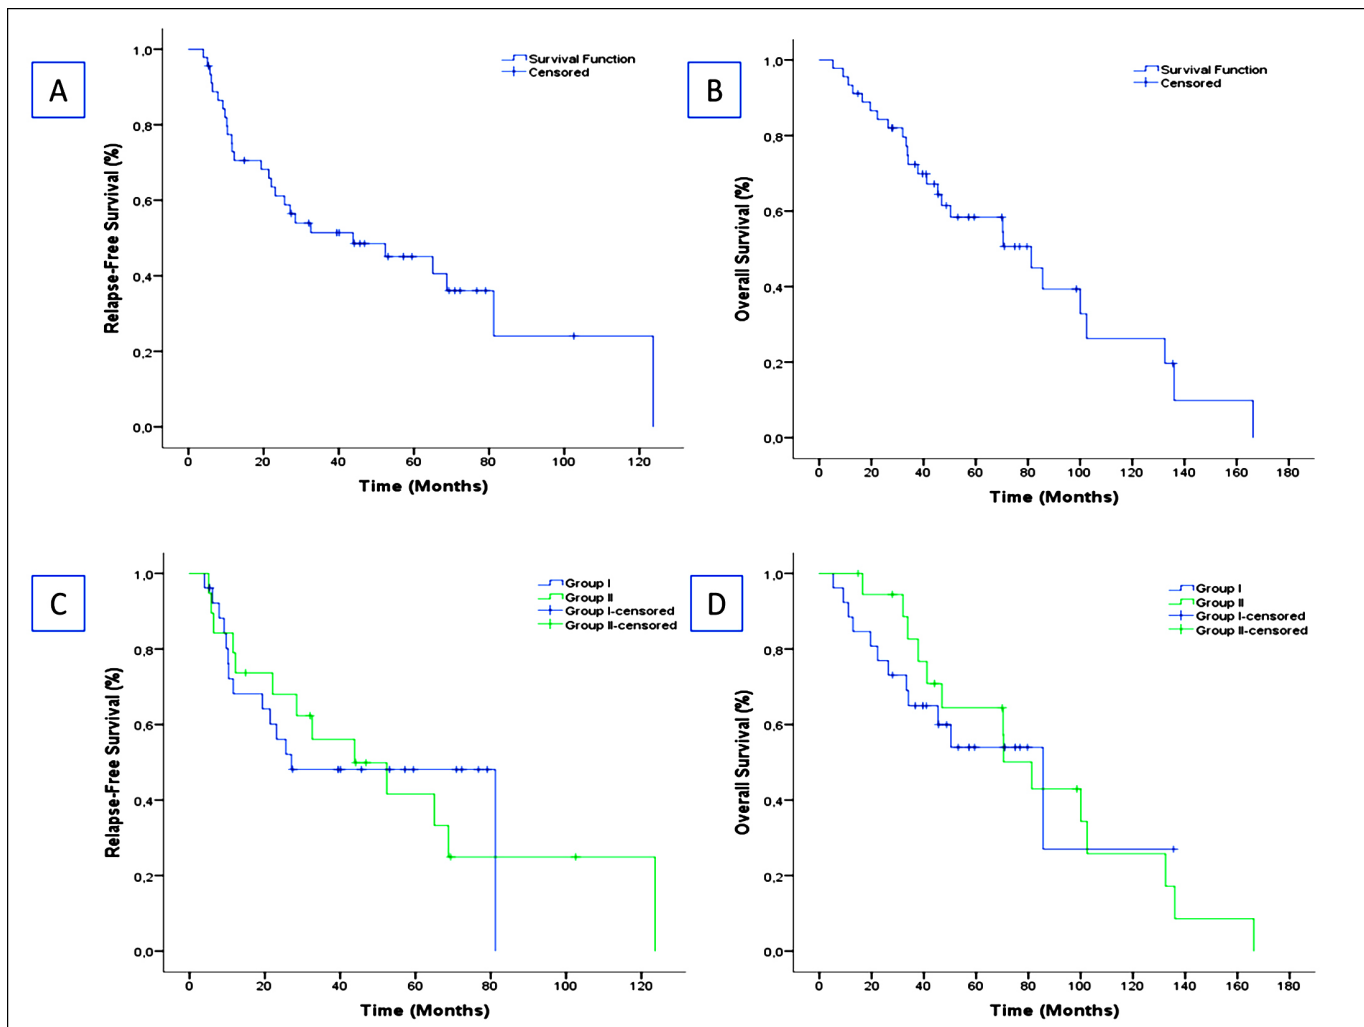 A
Survival Function
Censored
1,0
0,8
0,6
0,4
0,2
0,0
Relapse-Free Survival (%)
0 20 40 60 80 100 120
Time (Months)
B
Survival Function
Censored
1,0
0,8
0,6
0,4
0,2
0,0
Overall Survival (%)
0 20 40 60 80 100 120 140 160 180
Time (Months)
C
Group I
Group II
Group I-censored
Group II-censored
1,0
0,8
0,6
0,4
0,2
0,0
Relapse-Free Survival (%)
0 20 40 60 80 100 120
Time (Months)
D
Group I
Group II
Group I-censored
Group II-censored
1,0
0,8
0,6
0,4
0,2
0,0
Overall Survival (%)
0 20 40 60 80 100 120 140 160 180
Time (Months)